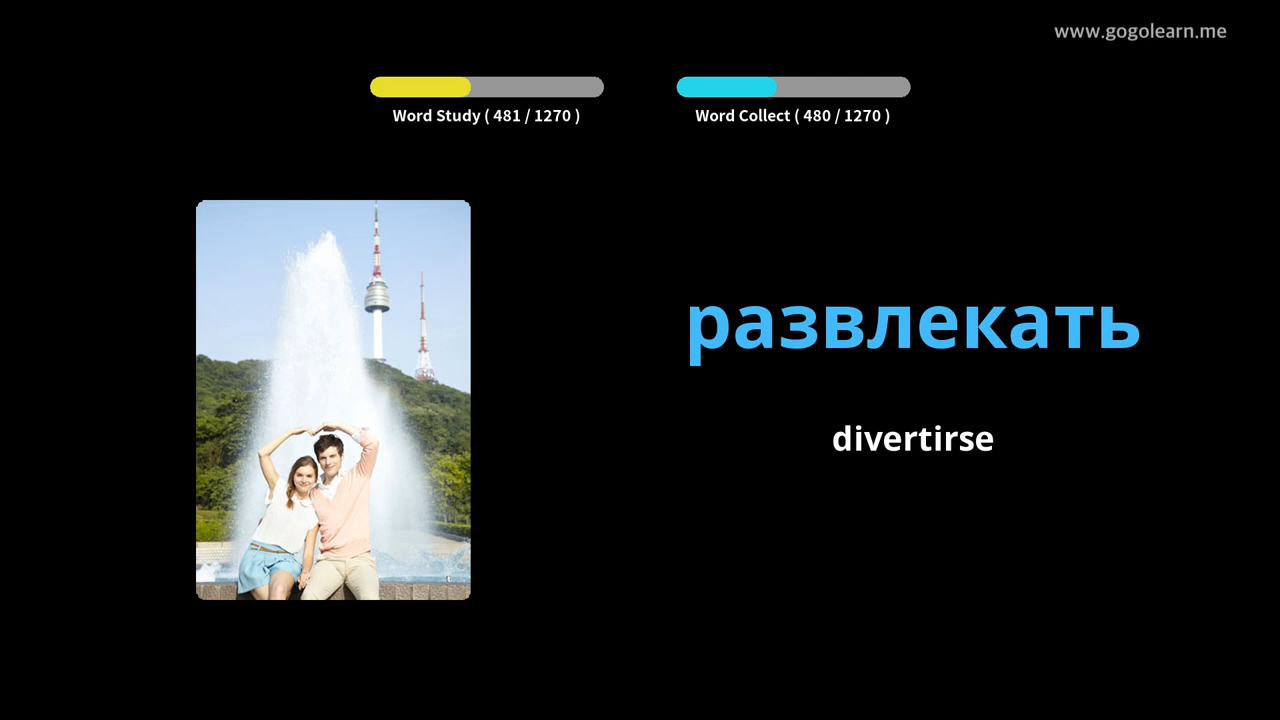 www.gogolearn.me
Word Study ( 481 / 1270 )
Word Collect ( 480 / 1270 )
развлекать
divertirse